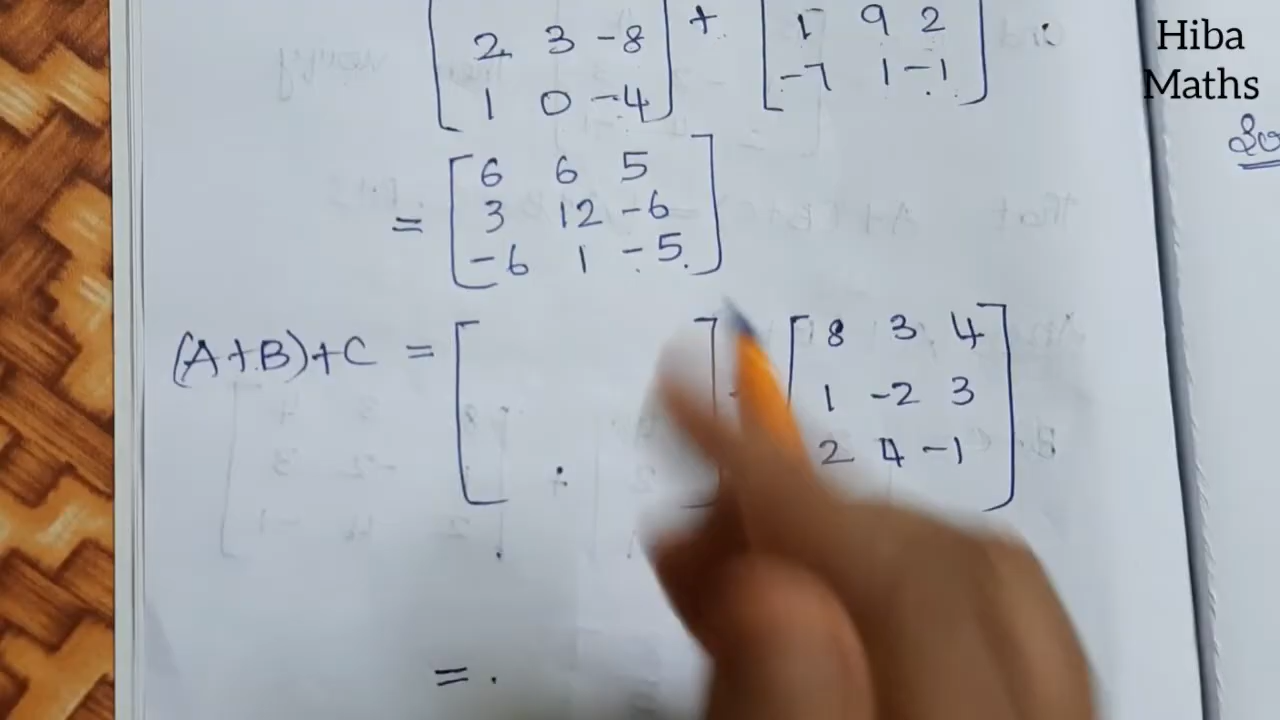 Hiba
Maths
2 3 -8 + 1 9 2
1 0 -4 -7 1 -1
= 6 6 5
3 12 -6
-6 1 -5
(A+B)+C = [ ] 8 3 4
1 -2 3
2 4 -1
=